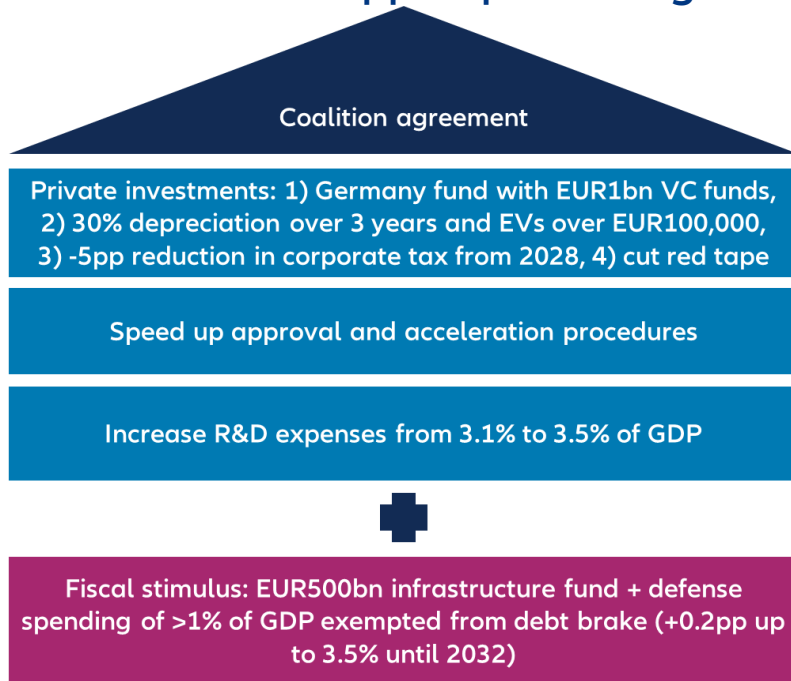 Coalition agreement
Private investments: 1) Germany fund with EUR1bn VC funds,
2) 30% depreciation over 3 years and EVs over EUR100,000,
3) -5pp reduction in corporate tax from 2028, 4) cut red tape
Speed up approval and acceleration procedures
Increase R&D expenses from 3.1% to 3.5% of GDP
Fiscal stimulus: EUR500bn infrastructure fund + defense
spending of >1% of GDP exempted from debt brake (+0.2pp up
to 3.5% until 2032)